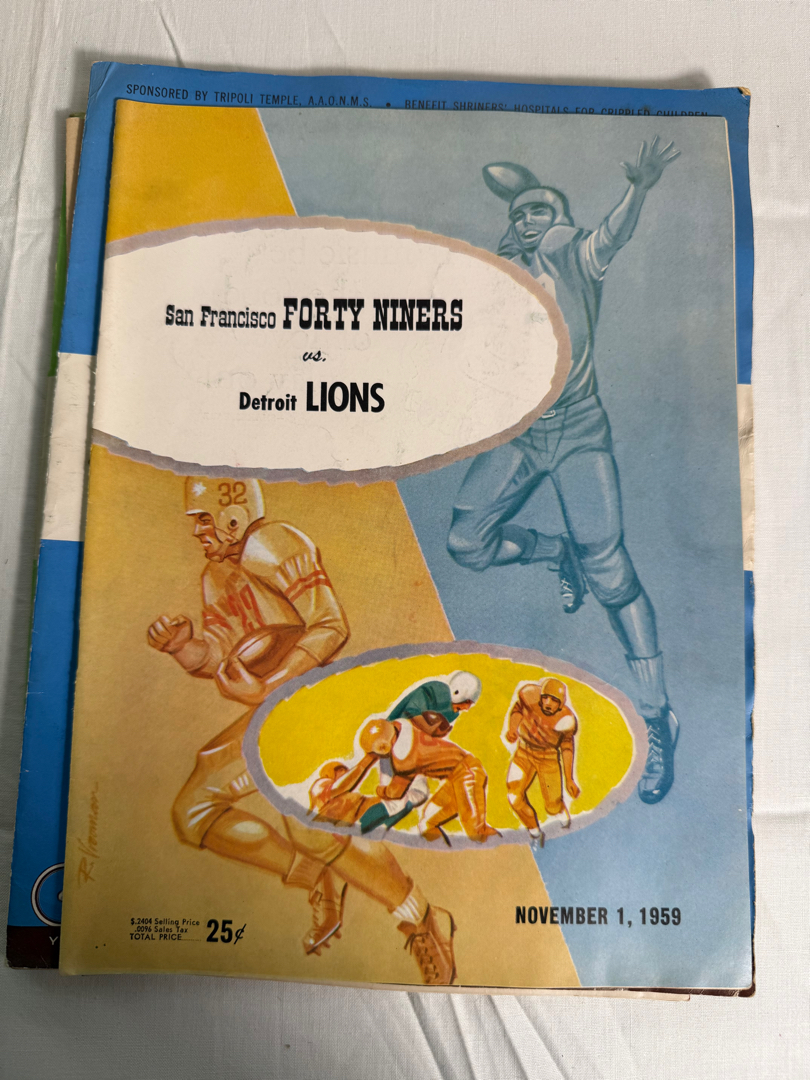 SPONSORED BY TRIPOLI TEMPLE, A.A.O.N.M.S. • BENEFIT SHRINERS' HOSPITALS FOR CRIPPLED CHILDREN
San Francisco FORTY NINERS
vs.
Detroit LIONS
32
29
$.2404 Selling Price
.0096 Sales Tax
TOTAL PRICE 25¢
NOVEMBER 1, 1959
Y